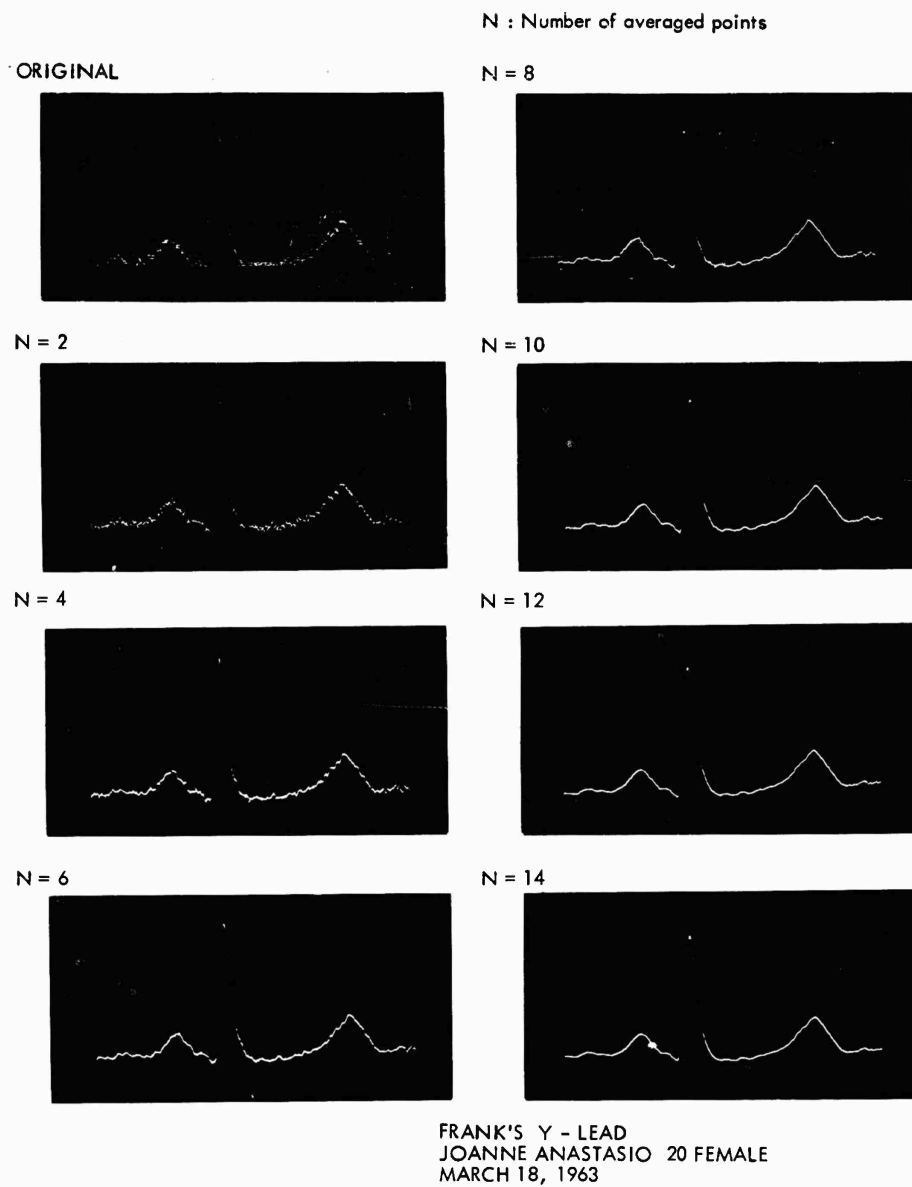 N : Number of averaged points
ORIGINAL
N = 8
N = 2
N = 10
N = 4
N = 12
N = 6
N = 14
FRANK'S Y - LEAD
JOANNE ANASTASIO 20 FEMALE
MARCH 18, 1963